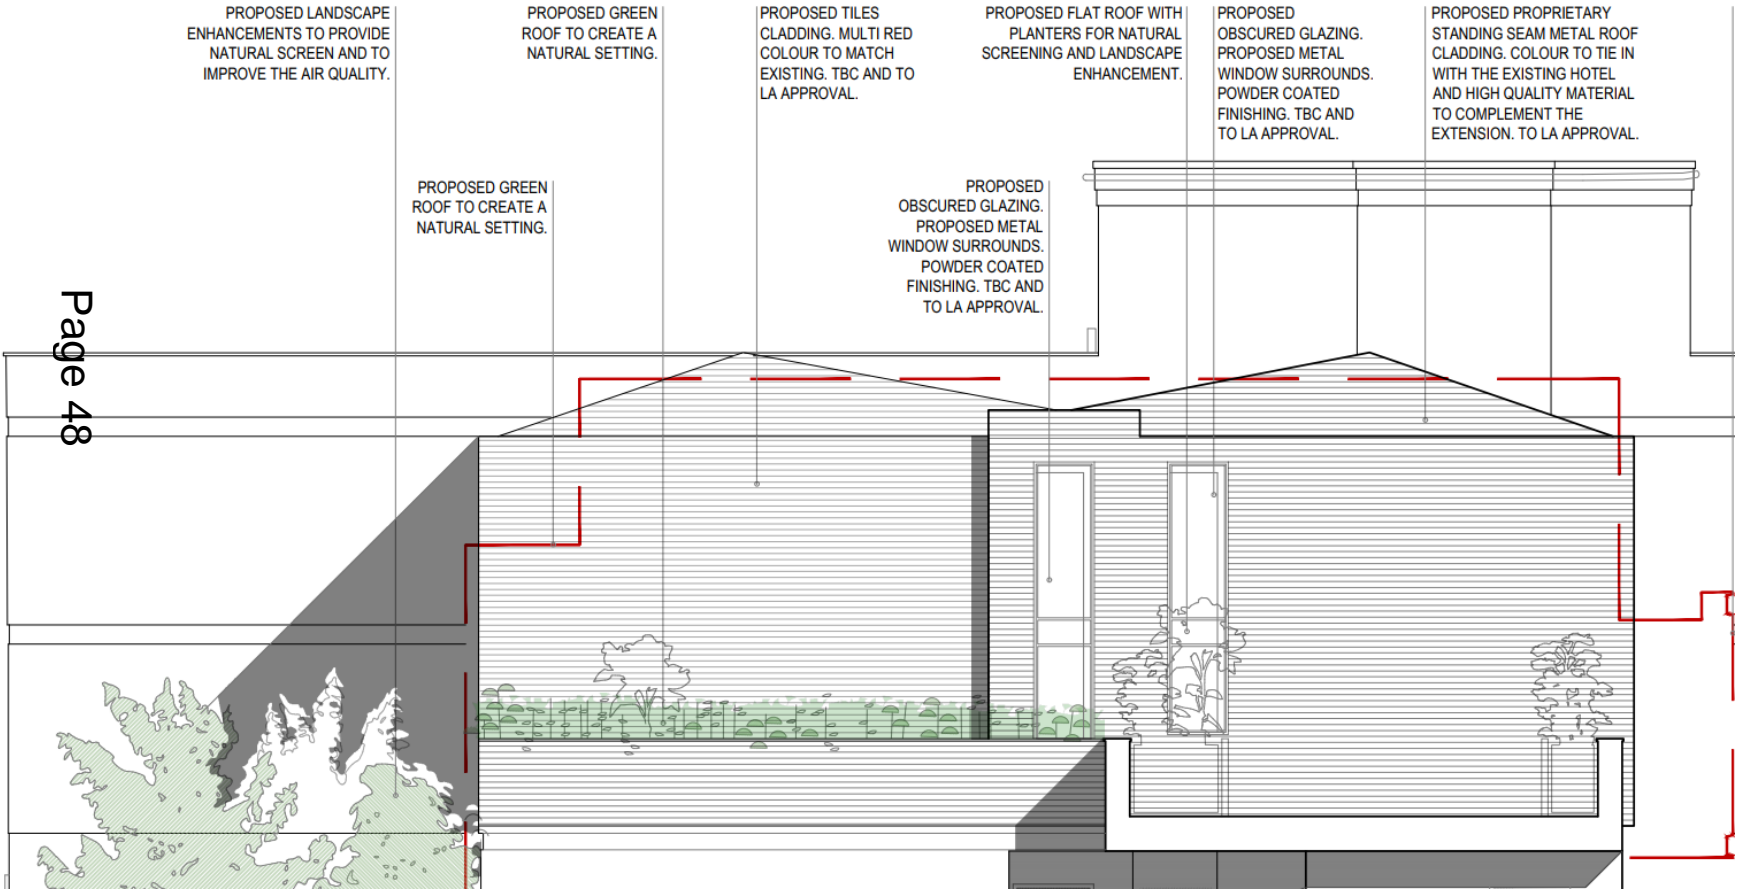 PROPOSED LANDSCAPE
ENHANCEMENTS TO PROVIDE
NATURAL SCREEN AND TO
IMPROVE THE AIR QUALITY.
PROPOSED GREEN
ROOF TO CREATE A
NATURAL SETTING.
PROPOSED TILES
CLADDING. MULTI RED
COLOUR TO MATCH
EXISTING. TBC AND TO
LA APPROVAL.
PROPOSED FLAT ROOF WITH
PLANTERS FOR NATURAL
SCREENING AND LANDSCAPE
ENHANCEMENT.
PROPOSED
OBSCURED GLAZING.
PROPOSED METAL
WINDOW SURROUNDS.
POWDER COATED
FINISHING. TBC AND
TO LA APPROVAL.
PROPOSED PROPRIETARY
STANDING SEAM METAL ROOF
CLADDING. COLOUR TO TIE IN
WITH THE EXISTING HOTEL
AND HIGH QUALITY MATERIAL
TO COMPLEMENT THE
EXTENSION. TO LA APPROVAL.
PROPOSED GREEN
ROOF TO CREATE A
NATURAL SETTING.
PROPOSED
OBSCURED GLAZING.
PROPOSED METAL
WINDOW SURROUNDS.
POWDER COATED
FINISHING. TBC AND
TO LA APPROVAL.
Page 48